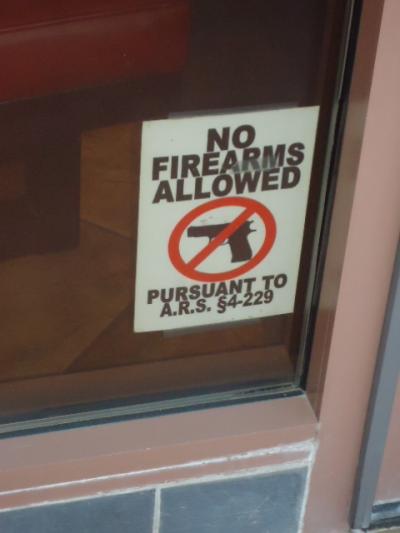 NO
FIREARMS
ALLOWED
PURSUANT TO
A.R.S. §4-229